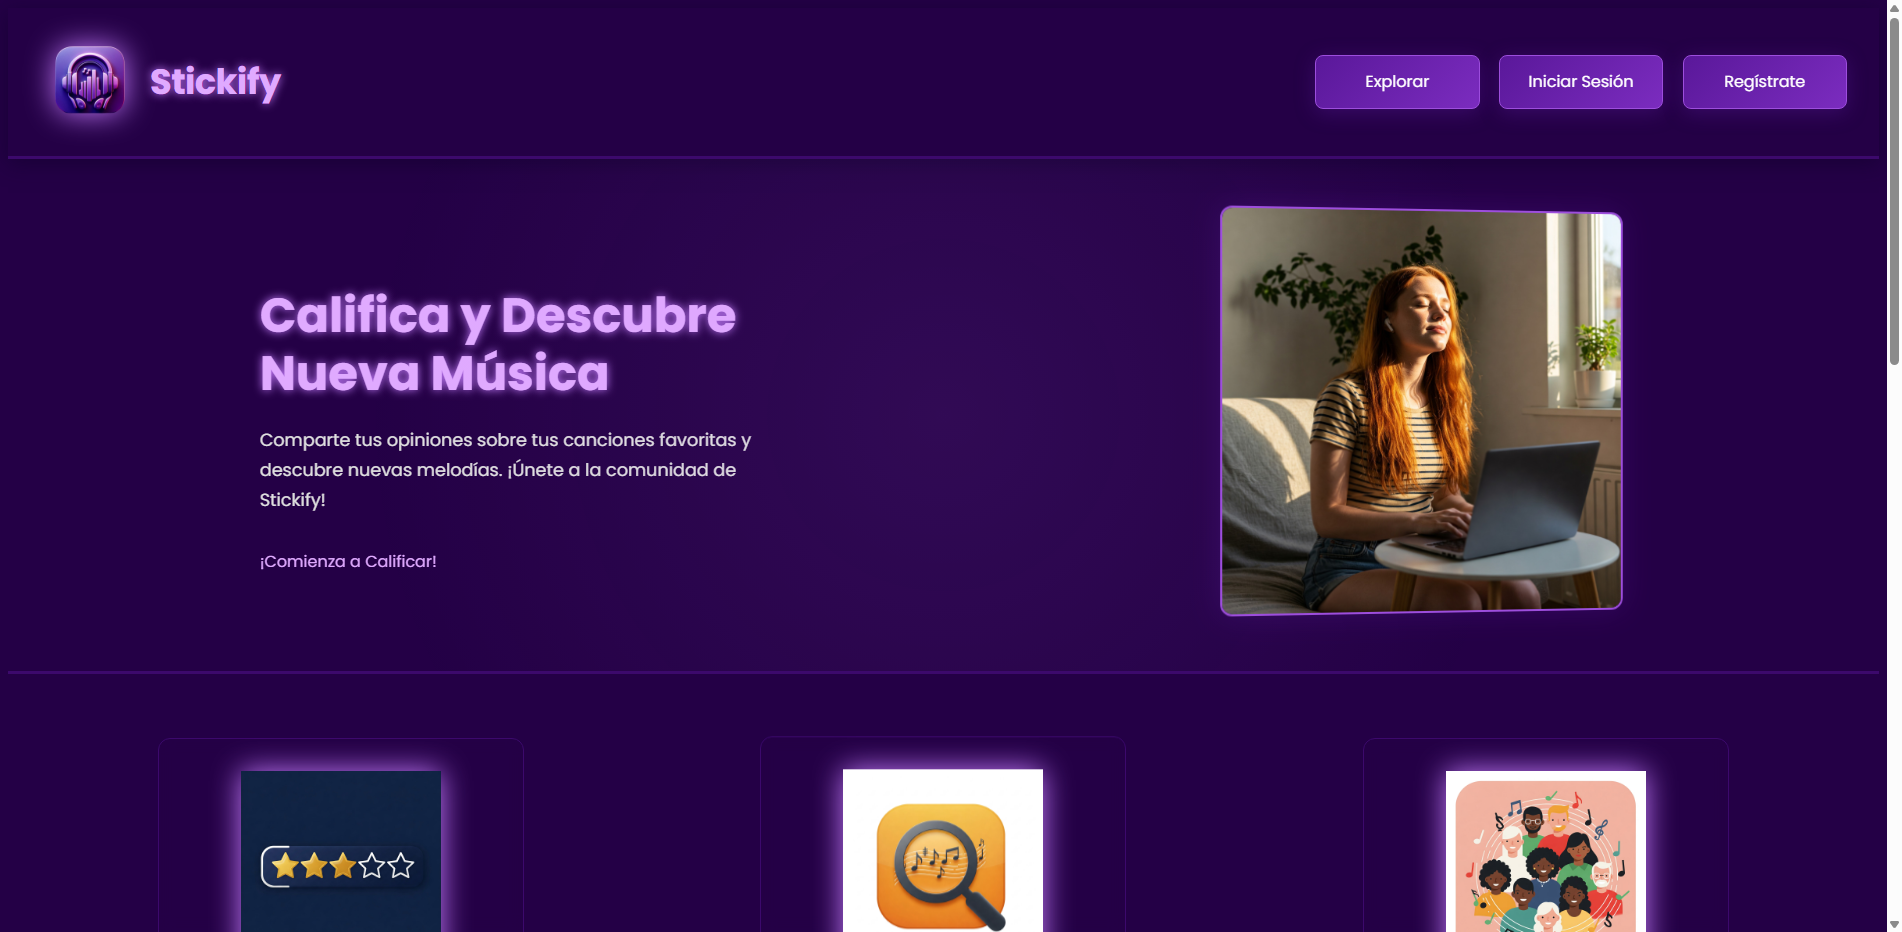 Stickify
Explorar
Iniciar Sesión
Regístrate
Califica y Descubre
Nueva Música
Comparte tus opiniones sobre tus canciones favoritas y
descubre nuevas melodías. ¡Únete a la comunidad de
Stickify!
¡Comienza a Calificar!